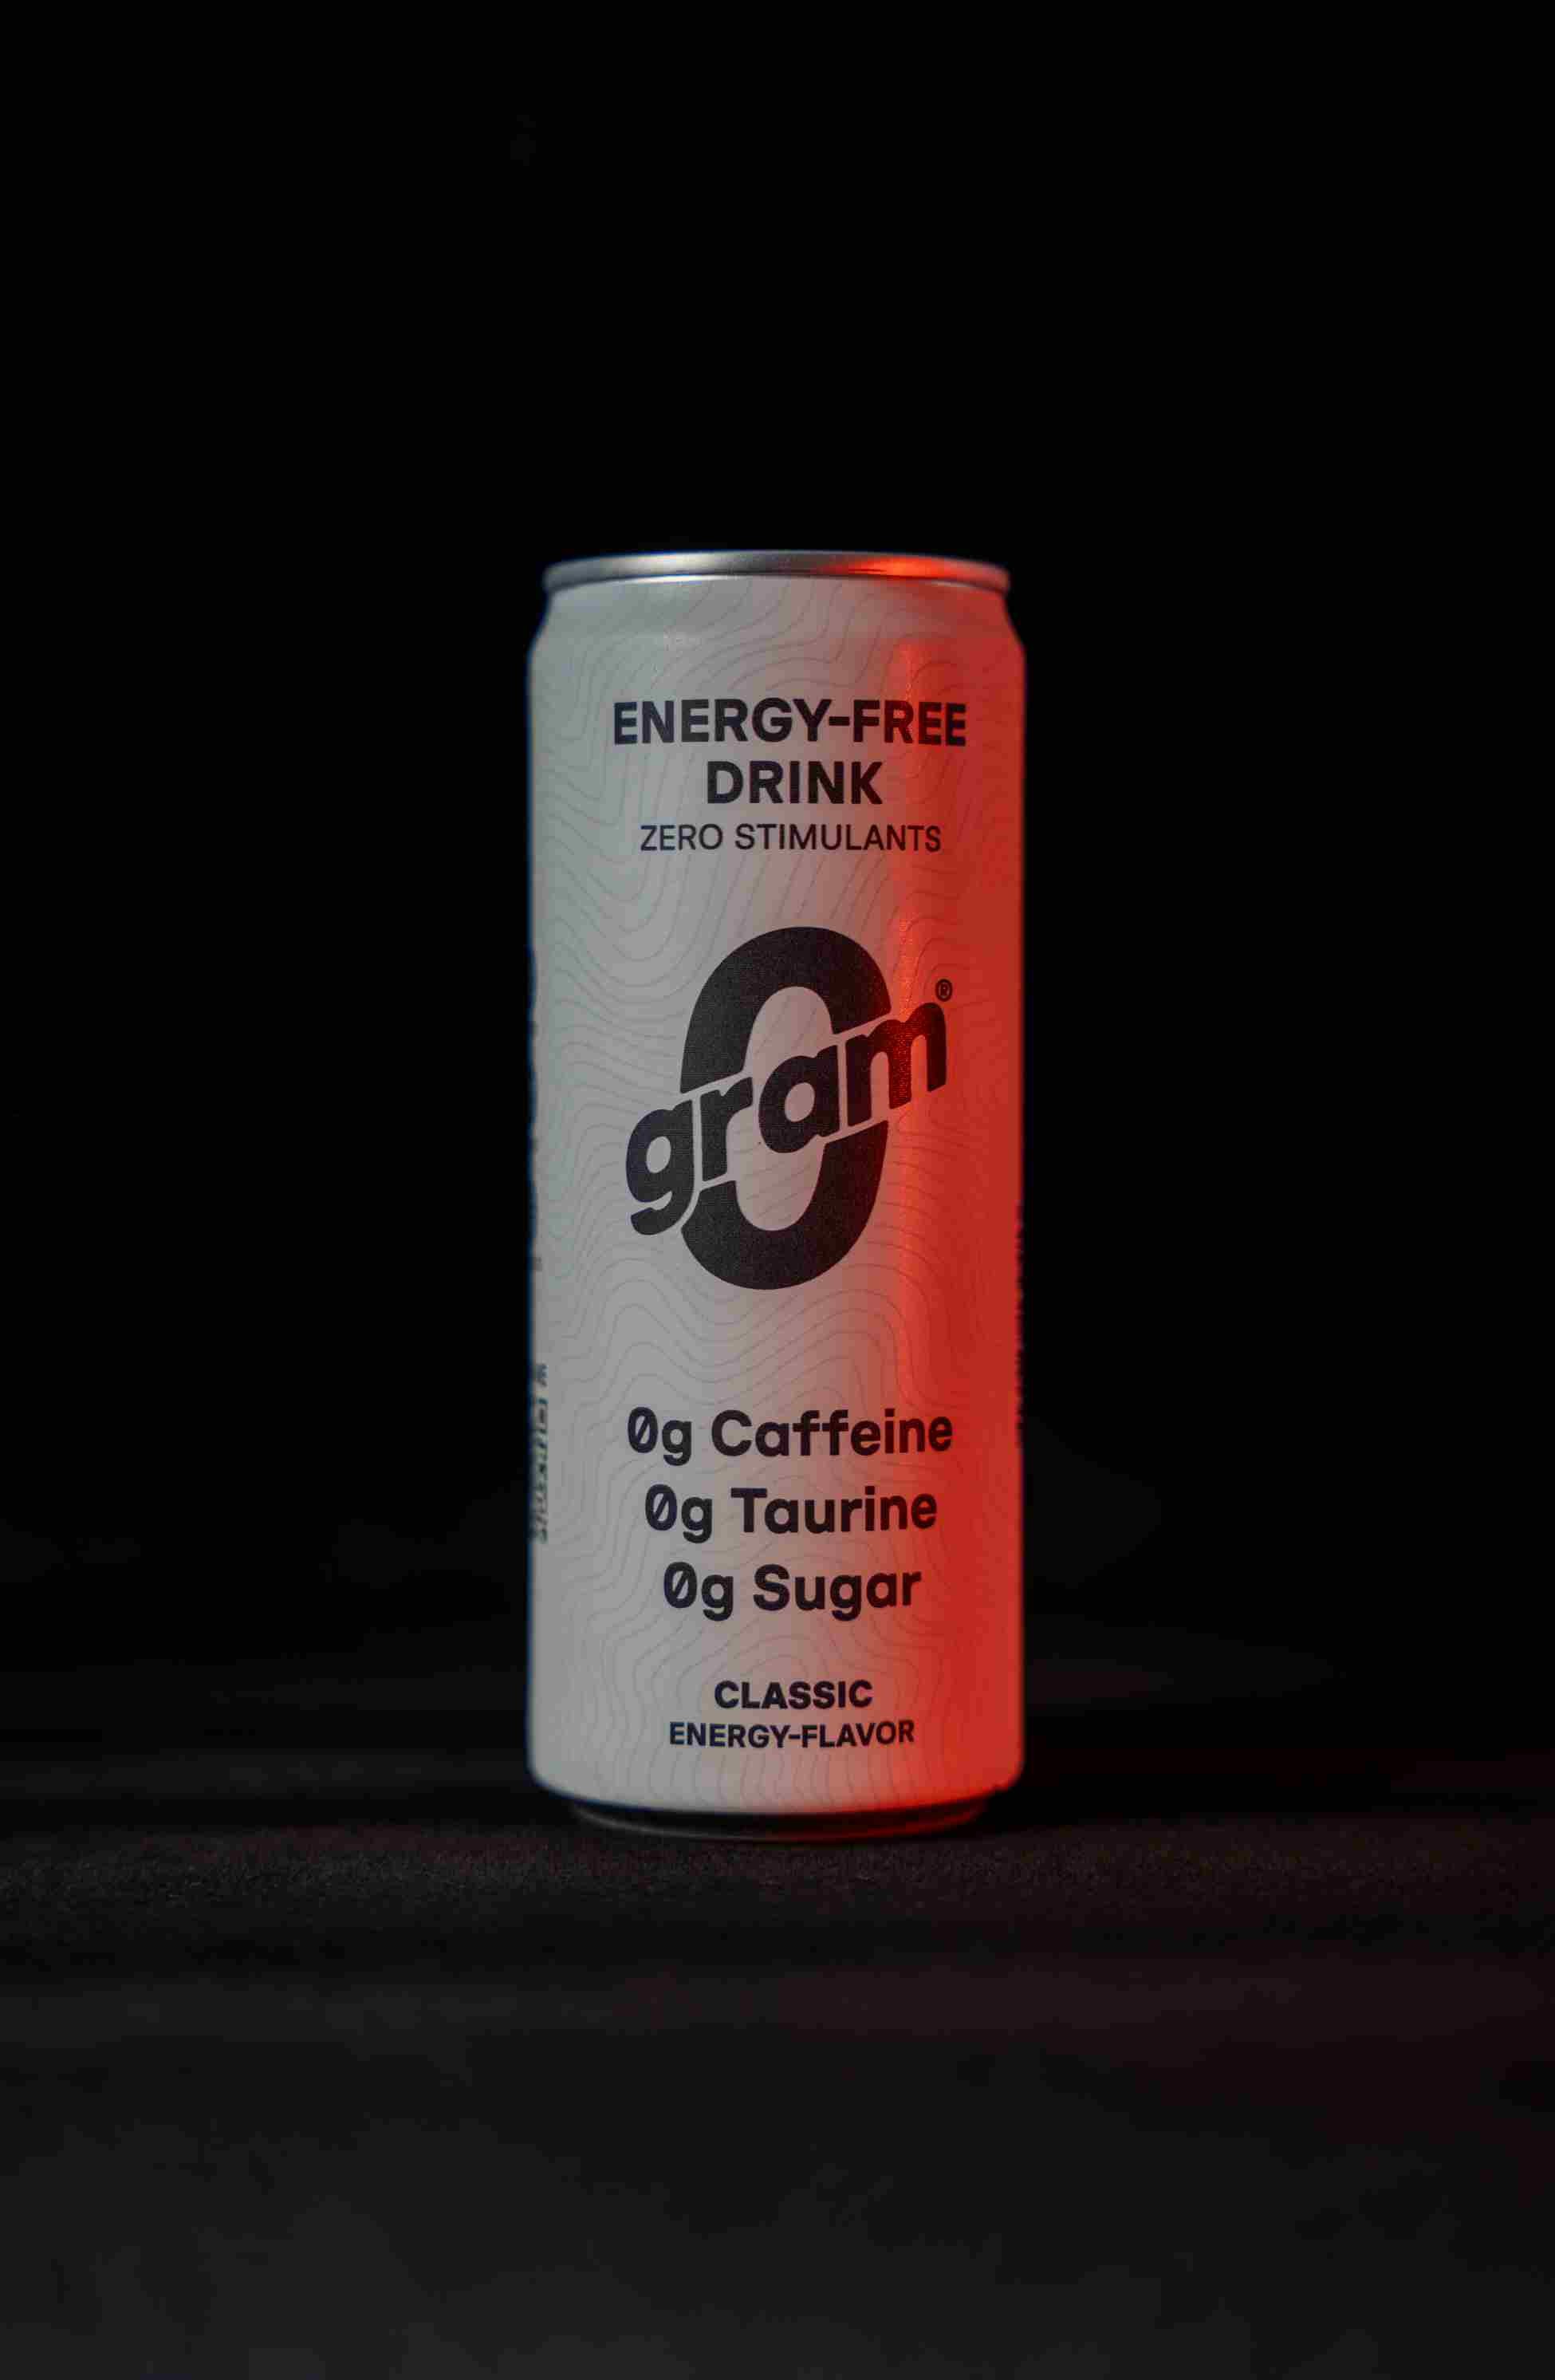 ENERGY-FREE
DRINK
ZERO STIMULANTS
0
gram®
0g Caffeine
0g Taurine
0g Sugar
CLASSIC
ENERGY-FLAVOR